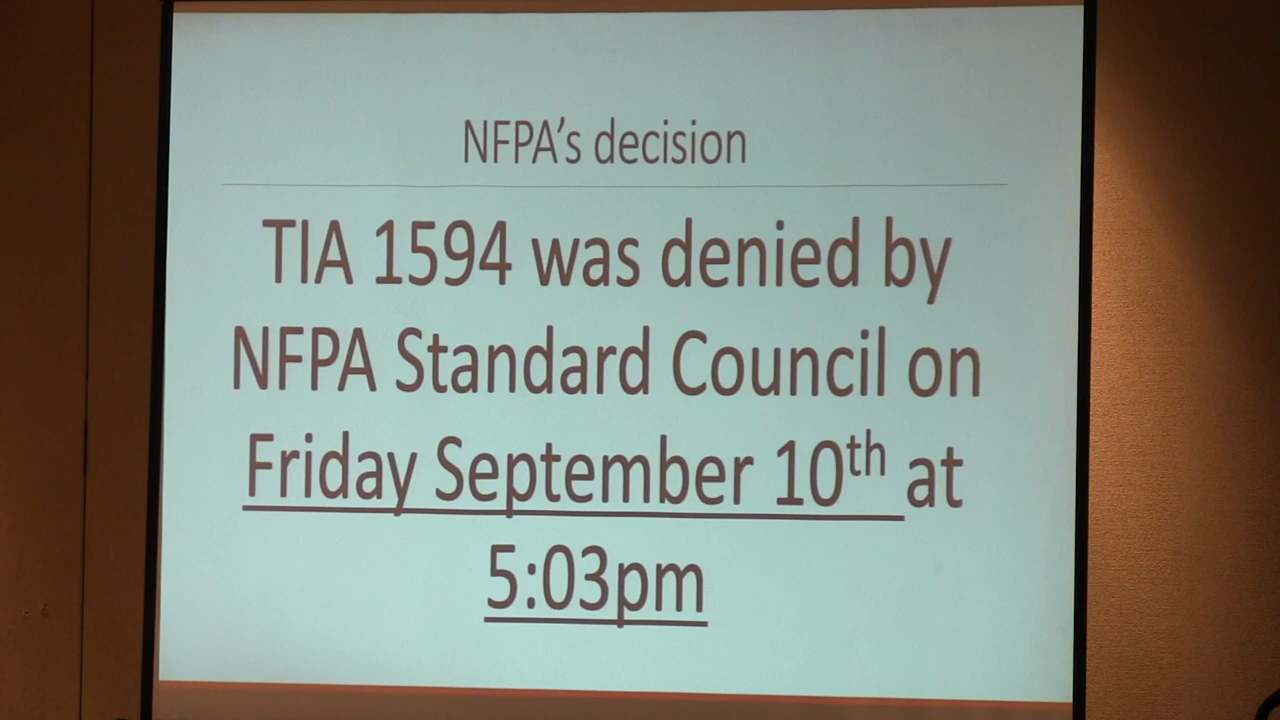 NFPA's decision
TIA 1594 was denied by
NFPA Standard Council on
Friday September 10th at
5:03pm